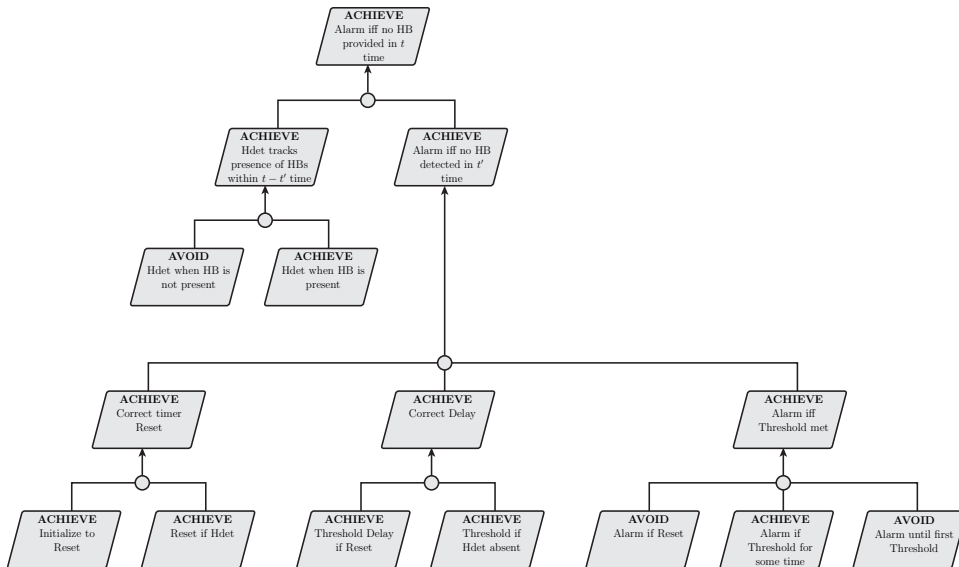 ACHIEVE
Alarm iff no HB
provided in t
time
ACHIEVE
Hdet tracks
presence of HBs
within t − t′ time
ACHIEVE
Alarm iff no HB
detected in t′
time
AVOID
Hdet when HB is
not present
ACHIEVE
Hdet when HB is
present
ACHIEVE
Correct timer
Reset
ACHIEVE
Correct Delay
ACHIEVE
Alarm iff
Threshold met
ACHIEVE
Initialize to
Reset
ACHIEVE
Reset if Hdet
ACHIEVE
Threshold Delay
if Reset
ACHIEVE
Threshold if
Hdet absent
AVOID
Alarm if Reset
ACHIEVE
Alarm if
Threshold for
some time
AVOID
Alarm until first
Threshold